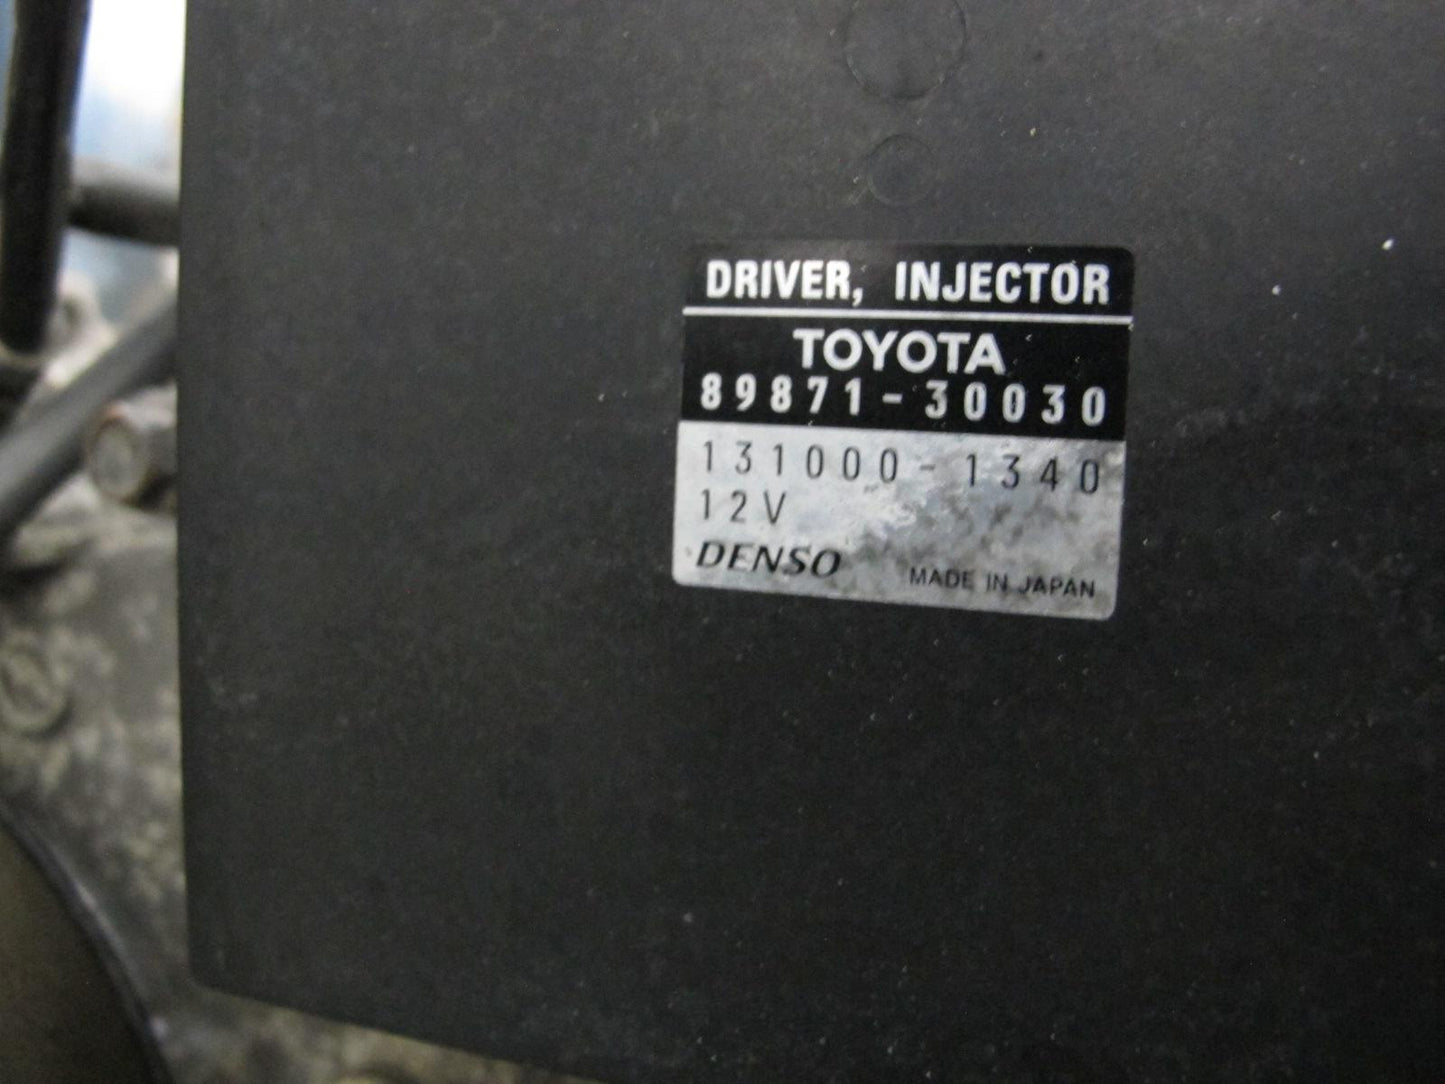 DRIVER, INJECTOR
TOYOTA
89871-30030
131000-1340
12V
DENSO MADE IN JAPAN